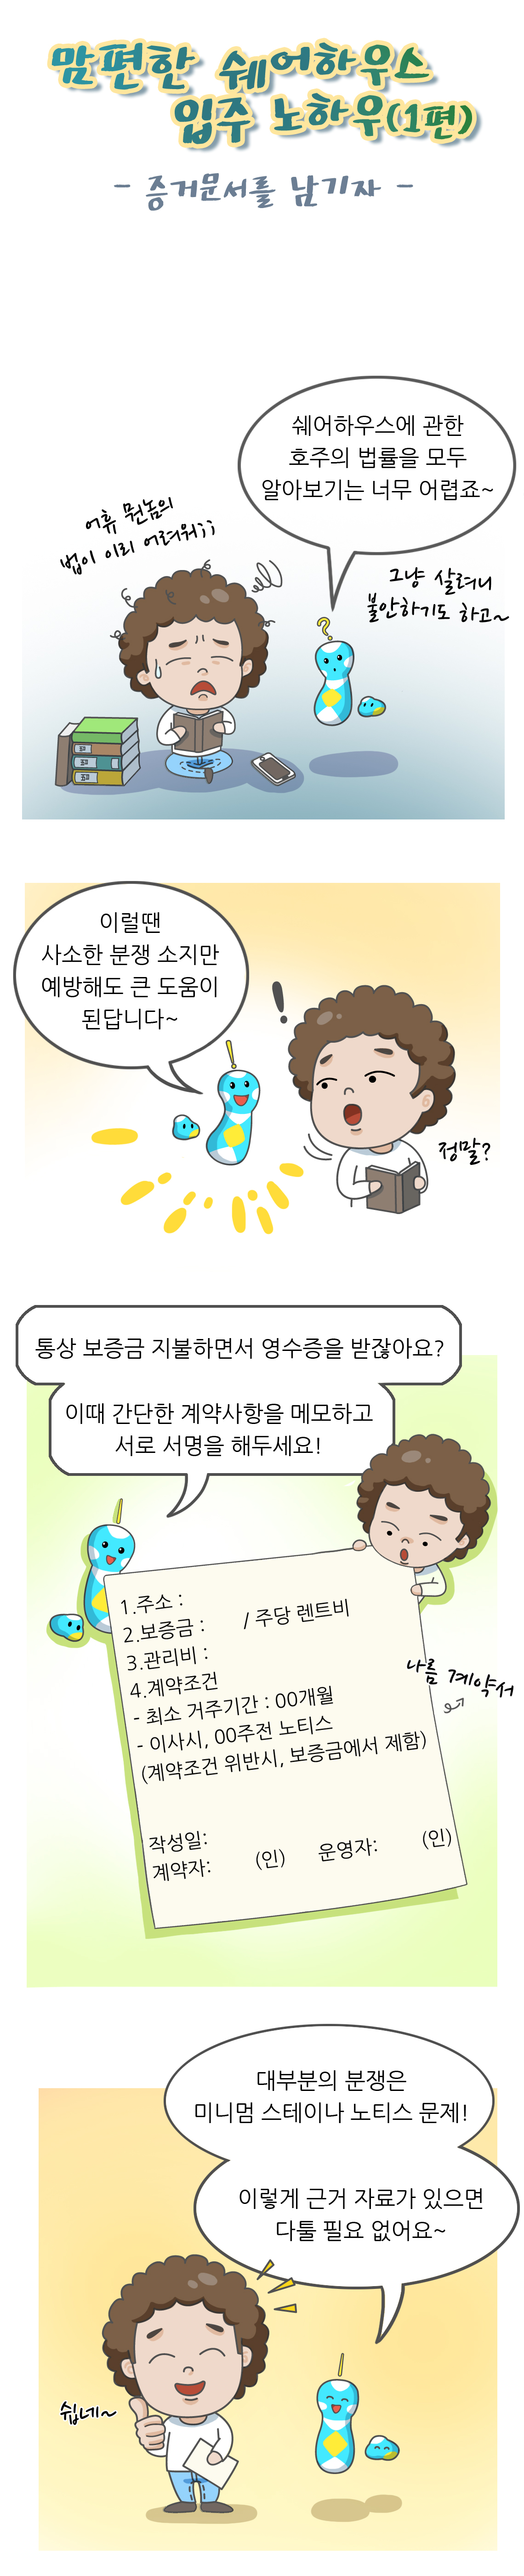 맘편한 쉐어하우스
입주 노하우(1편)
- 증거문서를 남기자 -
쉐어하우스에 관한
호주의 법률을 모두
알아보기는 너무 어렵죠~
어휴 뭔놈의
법이 이리 어려워;;
그냥 살려니
불안하기도 하고~
?
이럴땐
사소한 분쟁 소지만
예방해도 큰 도움이
된답니다~
!
정말?
통상 보증금 지불하면서 영수증을 받잖아요?
이때 간단한 계약사항을 메모하고
서로 서명을 해두세요!
1.주소 :
2.보증금 : / 주당 렌트비
3.관리비 :
4.계약조건
- 최소 거주기간 : 00개월
- 이사시, 00주전 노티스
(계약조건 위반시, 보증금에서 제함)
작성일:
계약자: (인) 운영자: (인)
나름 계약서
대부분의 분쟁은
미니멈 스테이나 노티스 문제!
이렇게 근거 자료가 있으면
다툴 필요 없어요~
쉽네~